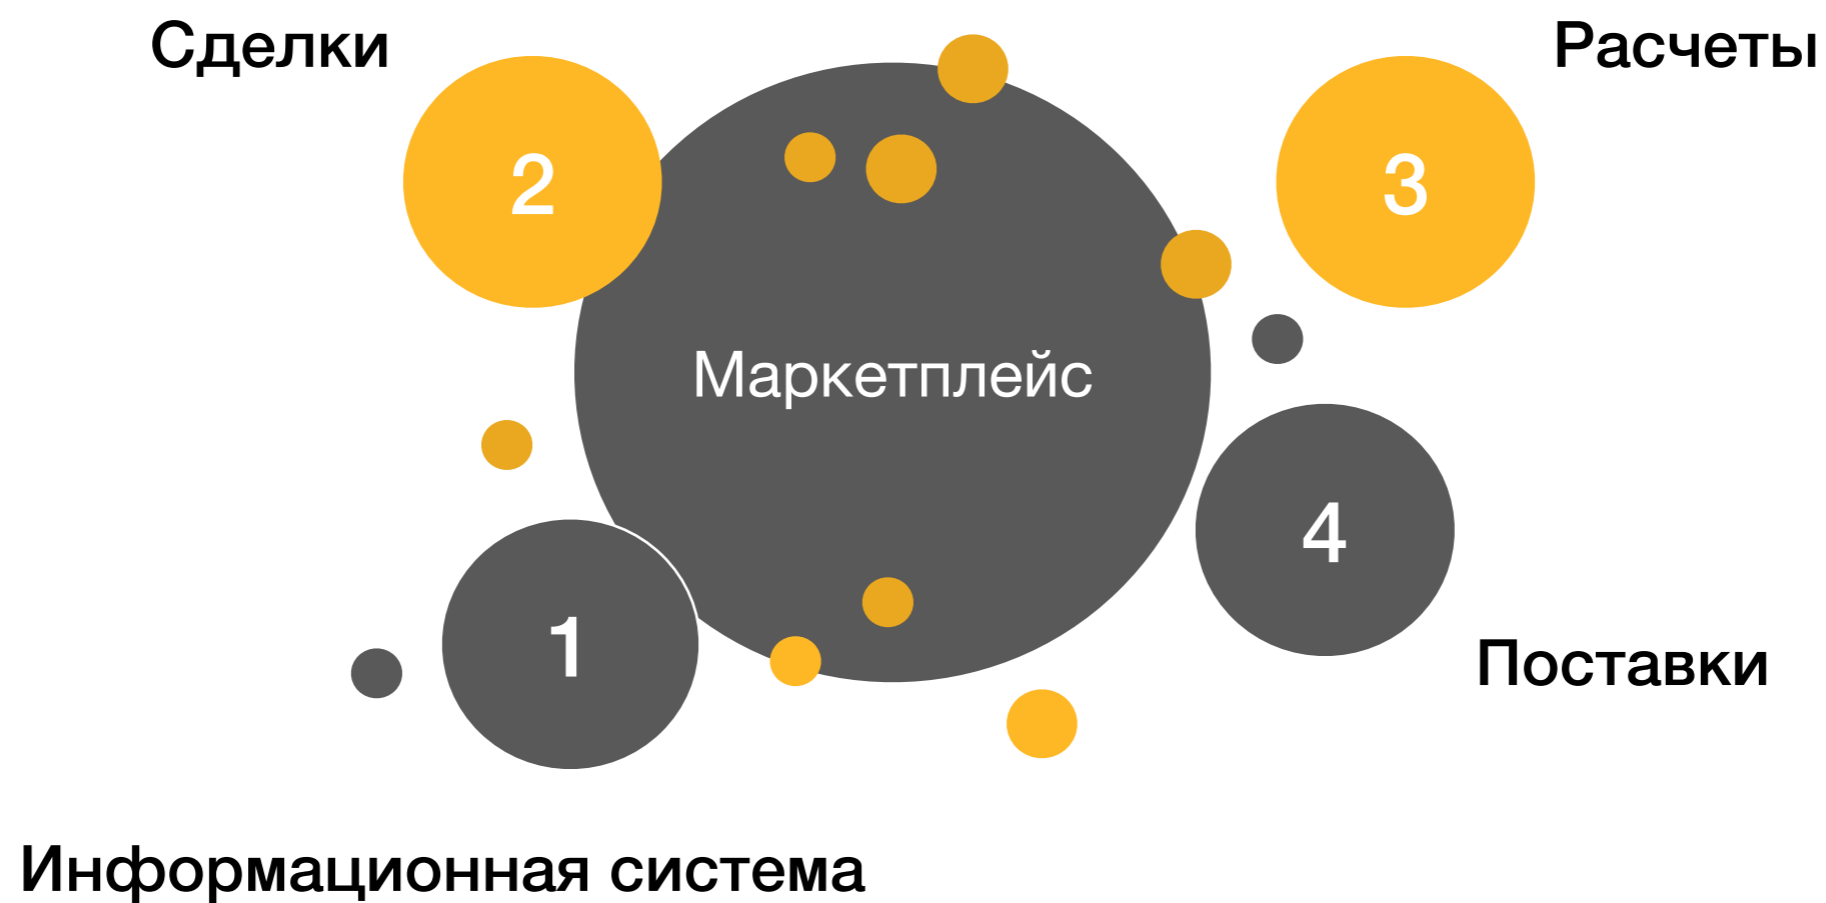 Сделки
Расчеты
2
3
Маркетплейс
4
1
Поставки
Информационная система